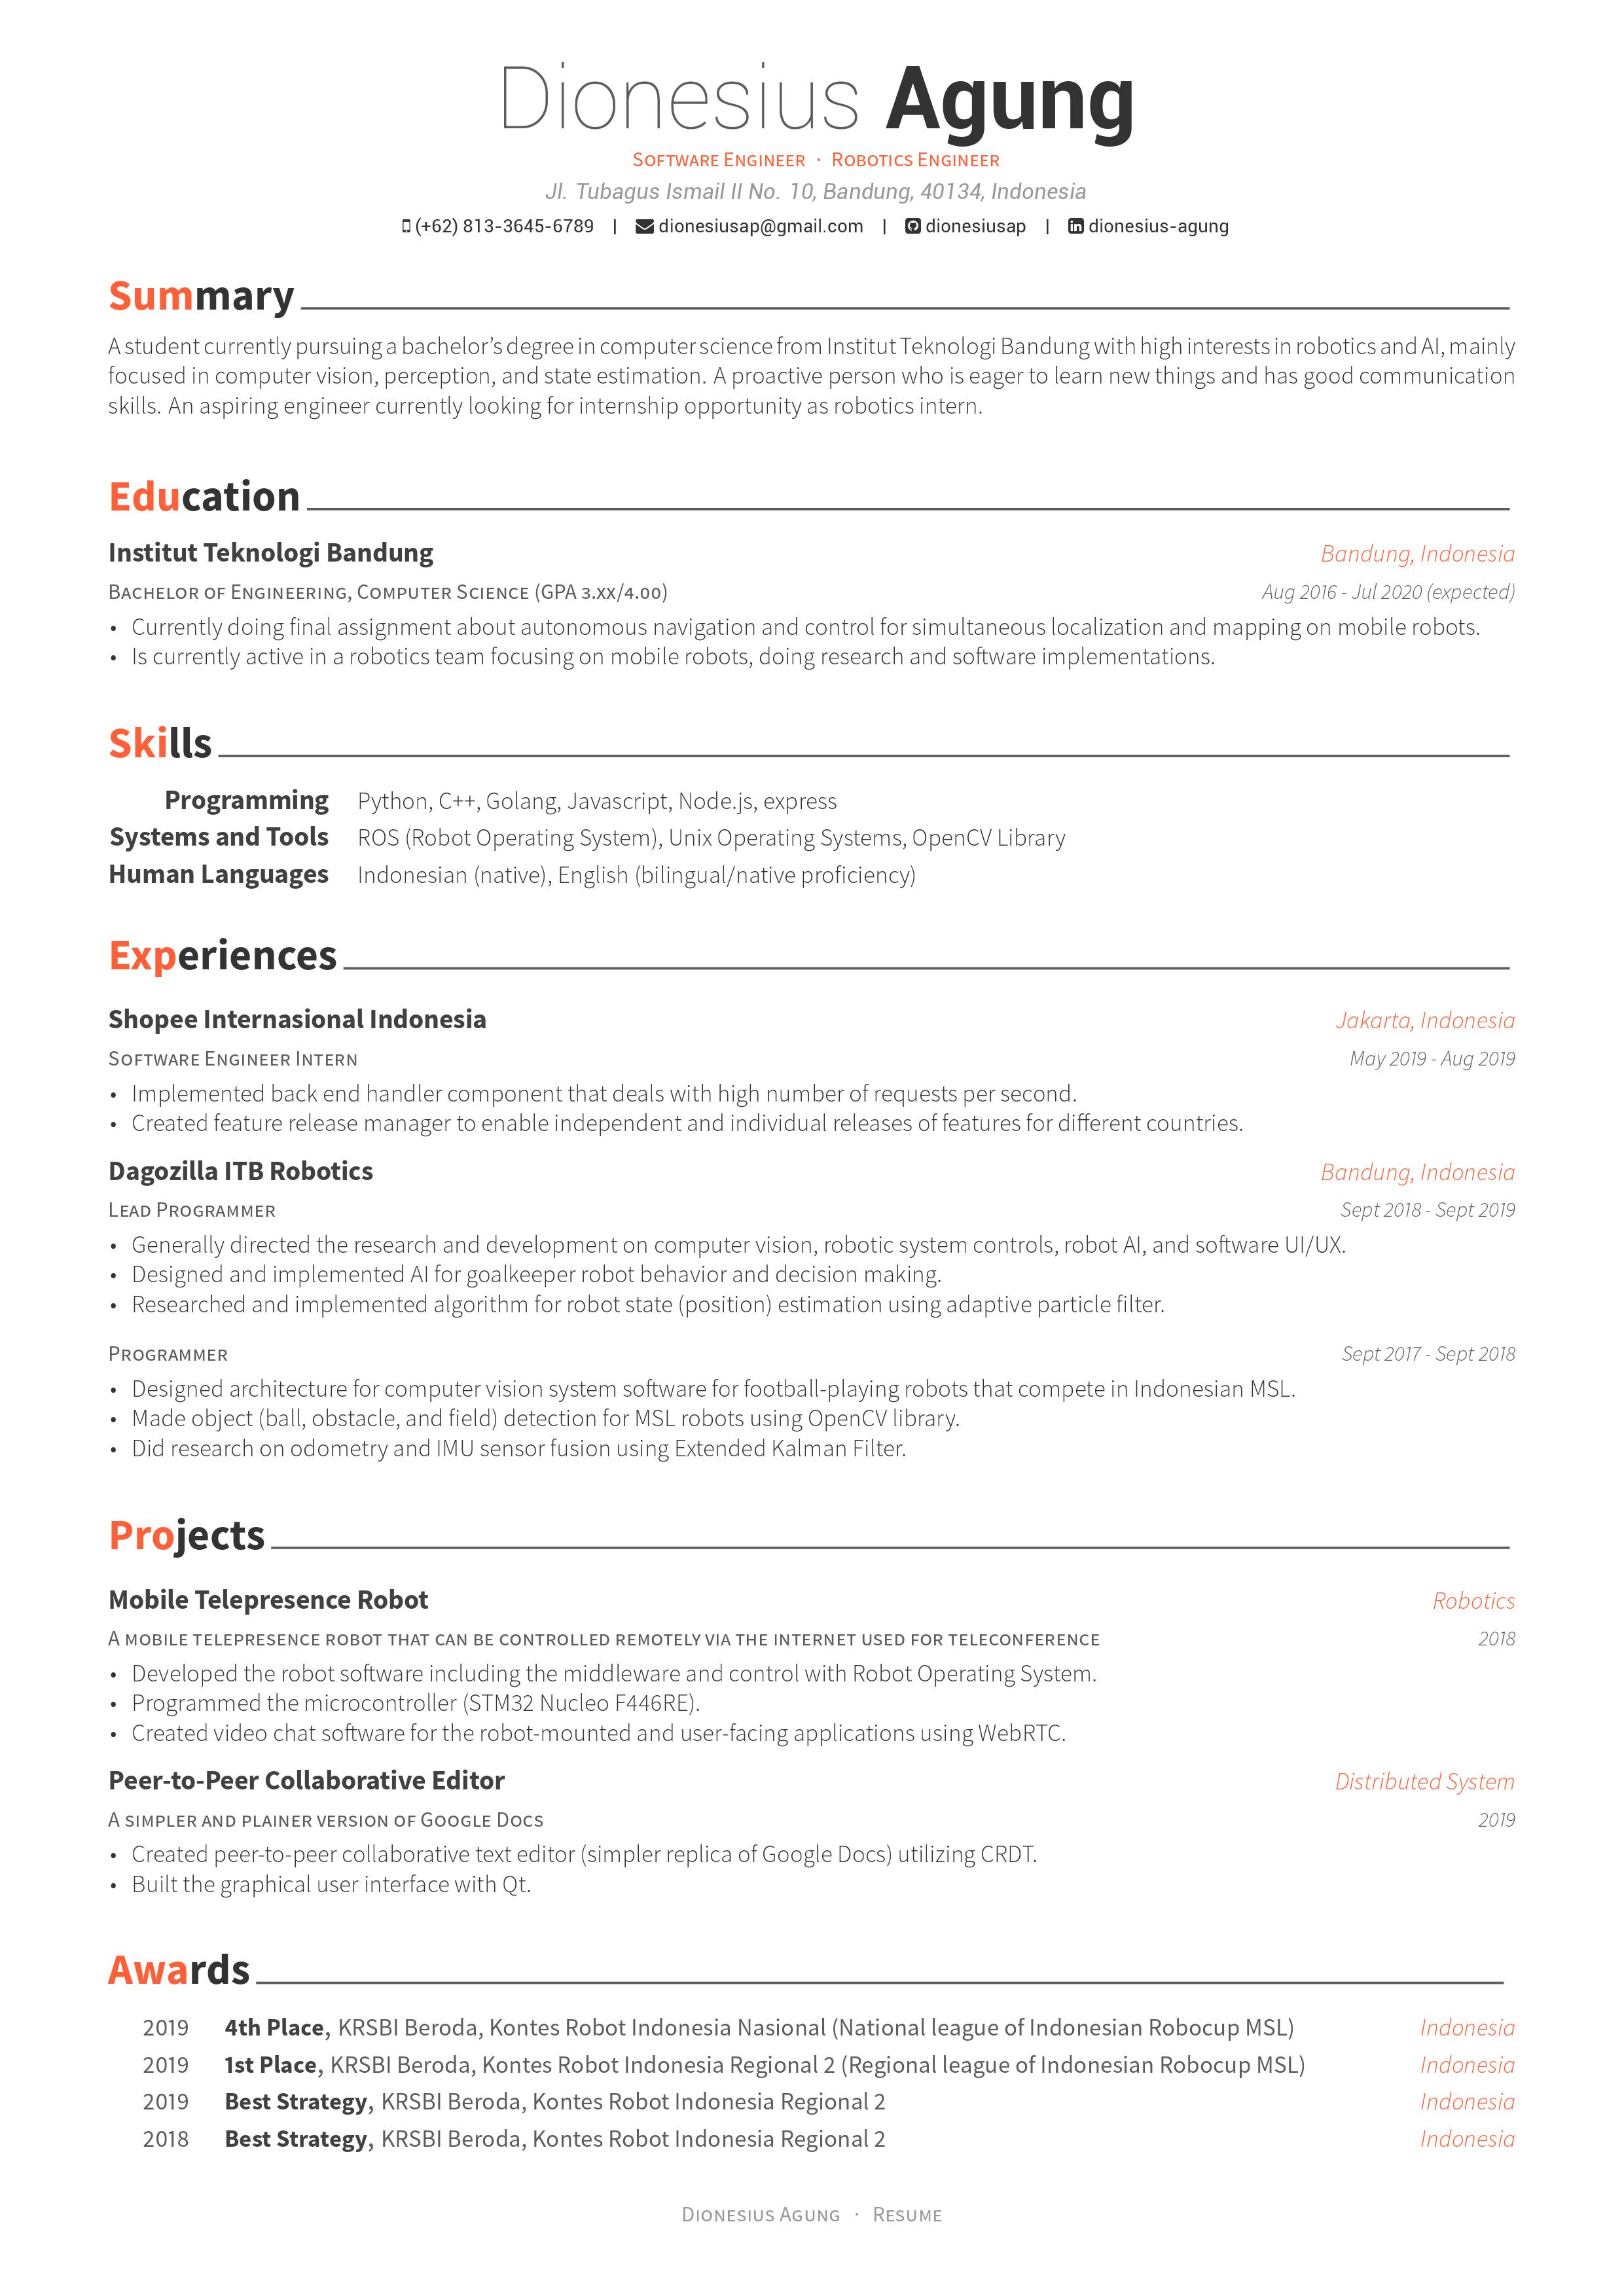 Dionesius Agung
Software Engineer · Robotics Engineer
Jl. Tubagus Ismail II No. 10, Bandung, 40134, Indonesia
(+62) 813-3645-6789 | dionesiusap@gmail.com | dionesiusap | dionesius-agung
Summary
A student currently pursuing a bachelor’s degree in computer science from Institut Teknologi Bandung with high interests in robotics and AI, mainly
focused in computer vision, perception, and state estimation. A proactive person who is eager to learn new things and has good communication
skills. An aspiring engineer currently looking for internship opportunity as robotics intern.
Education
Institut Teknologi Bandung Bandung, Indonesia
Bachelor of Engineering, Computer Science (GPA 3.xx/4.00) Aug 2016 - Jul 2020 (expected)
• Currently doing final assignment about autonomous navigation and control for simultaneous localization and mapping on mobile robots.
• Is currently active in a robotics team focusing on mobile robots, doing research and software implementations.
Skills
Programming Python, C++, Golang, Javascript, Node.js, express
Systems and Tools ROS (Robot Operating System), Unix Operating Systems, OpenCV Library
Human Languages Indonesian (native), English (bilingual/native proficiency)
Experiences
Shopee Internasional Indonesia Jakarta, Indonesia
Software Engineer Intern May 2019 - Aug 2019
• Implemented back end handler component that deals with high number of requests per second.
• Created feature release manager to enable independent and individual releases of features for different countries.
Dagozilla ITB Robotics Bandung, Indonesia
Lead Programmer Sept 2018 - Sept 2019
• Generally directed the research and development on computer vision, robotic system controls, robot AI, and software UI/UX.
• Designed and implemented AI for goalkeeper robot behavior and decision making.
• Researched and implemented algorithm for robot state (position) estimation using adaptive particle filter.
Programmer Sept 2017 - Sept 2018
• Designed architecture for computer vision system software for football-playing robots that compete in Indonesian MSL.
• Made object (ball, obstacle, and field) detection for MSL robots using OpenCV library.
• Did research on odometry and IMU sensor fusion using Extended Kalman Filter.
Projects
Mobile Telepresence Robot Robotics
A mobile telepresence robot that can be controlled remotely via the internet used for teleconference 2018
• Developed the robot software including the middleware and control with Robot Operating System.
• Programmed the microcontroller (STM32 Nucleo F446RE).
• Created video chat software for the robot-mounted and user-facing applications using WebRTC.
Peer-to-Peer Collaborative Editor Distributed System
A simpler and plainer version of Google Docs 2019
• Created peer-to-peer collaborative text editor (simpler replica of Google Docs) utilizing CRDT.
• Built the graphical user interface with Qt.
Awards
2019 4th Place, KRSBI Beroda, Kontes Robot Indonesia Nasional (National league of Indonesian Robocup MSL) Indonesia
2019 1st Place, KRSBI Beroda, Kontes Robot Indonesia Regional 2 (Regional league of Indonesian Robocup MSL) Indonesia
2019 Best Strategy, KRSBI Beroda, Kontes Robot Indonesia Regional 2 Indonesia
2018 Best Strategy, KRSBI Beroda, Kontes Robot Indonesia Regional 2 Indonesia
Dionesius Agung · Resume